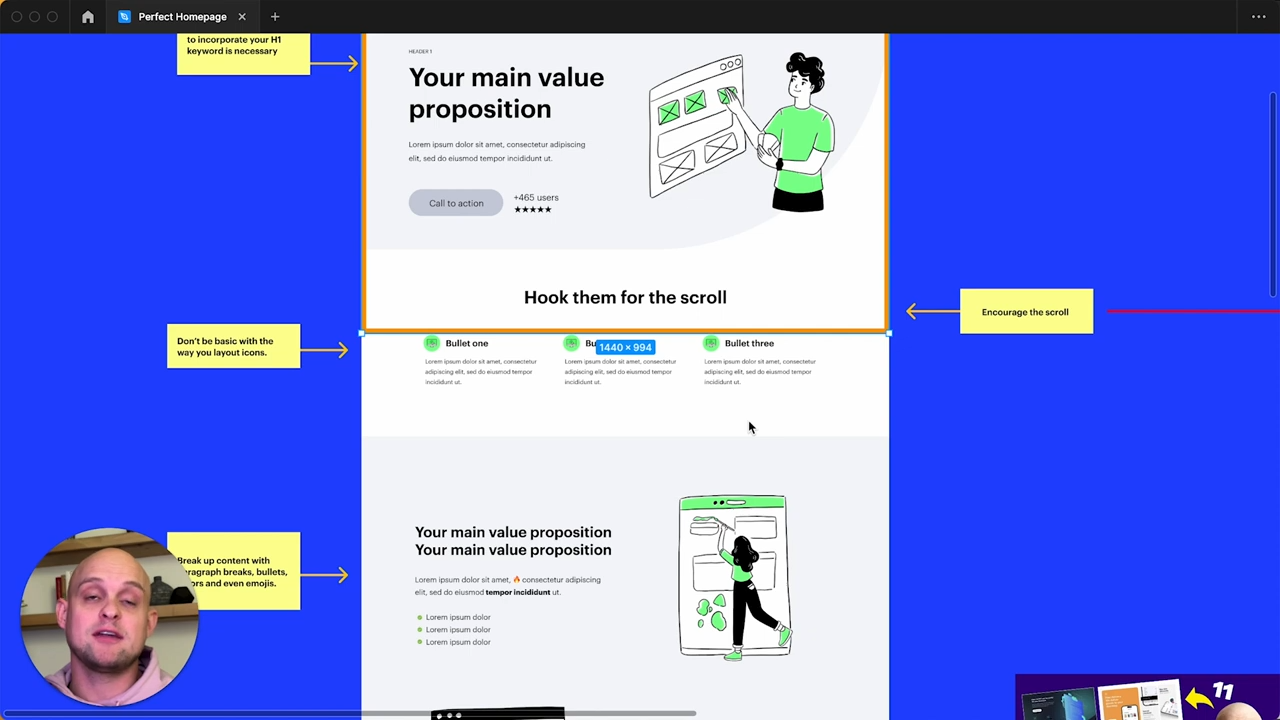 Perfect Homepage
to incorporate your H1
keyword is necessary
HEADER 1
Your main value
proposition
Lorem ipsum dolor sit amet, consectetur adipiscing
elit, sed do eiusmod tempor incididunt ut.
Call to action
+465 users
★★★★★
Hook them for the scroll
Encourage the scroll
Don't be basic with the
way you layout icons.
Bullet one
Lorem ipsum dolor sit amet, consectetur
adipiscing elit, sed do eiusmod tempor
incididunt ut.
Bu
1440 × 994
Lorem ipsum dolor sit amet, consectetur
adipiscing elit, sed do eiusmod tempor
incididunt ut.
Bullet three
Lorem ipsum dolor sit amet, consectetur
adipiscing elit, sed do eiusmod tempor
incididunt ut.
Your main value proposition
Your main value proposition
Lorem ipsum dolor sit amet, 🔥 consectetur adipiscing
elit, sed do eiusmod tempor incididunt ut.
Lorem ipsum dolor
Lorem ipsum dolor
Lorem ipsum dolor
Break up content with
ragraph breaks, bullets,
ors and even emojis.
11